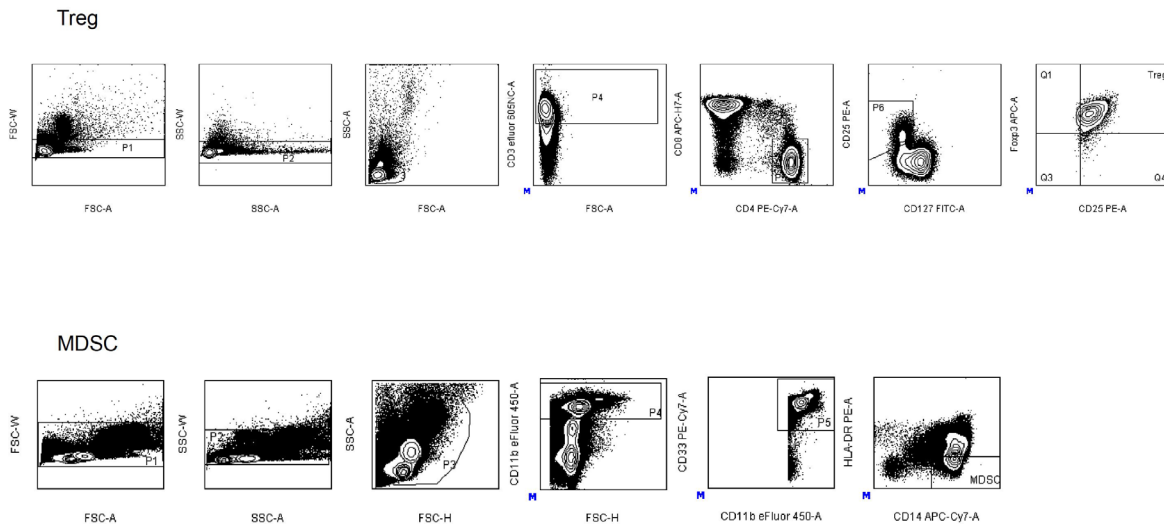 Treg
FSC-W
P1
FSC-A
SSC-W
P2
SSC-A
SSC-A
FSC-A
CD3 efluor 605NC-A
P4
M
FSC-A
CD8 APC-H7-A
M
CD4 PE-Cy7-A
CD25 PE-A
P6
M
CD127 FITC-A
Foxp3 APC-A
Q1
Treg
Q3
Q4
M
CD25 PE-A
MDSC
FSC-W
P1
FSC-A
SSC-W
P2
SSC-A
SSC-A
P3
FSC-H
CD11b eFluor 450-A
P4
M
FSC-H
CD33 PE-Cy7-A
P5
M
CD11b eFluor 450-A
HLA-DR PE-A
MDSC
M
CD14 APC-Cy7-A